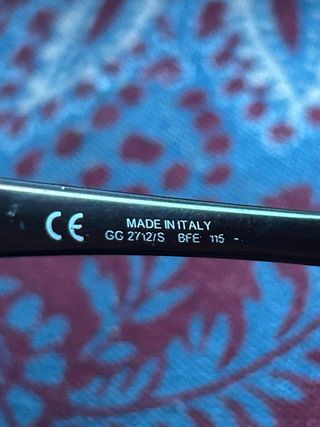 CE
MADE IN ITALY
GG 2712/S BFE 115